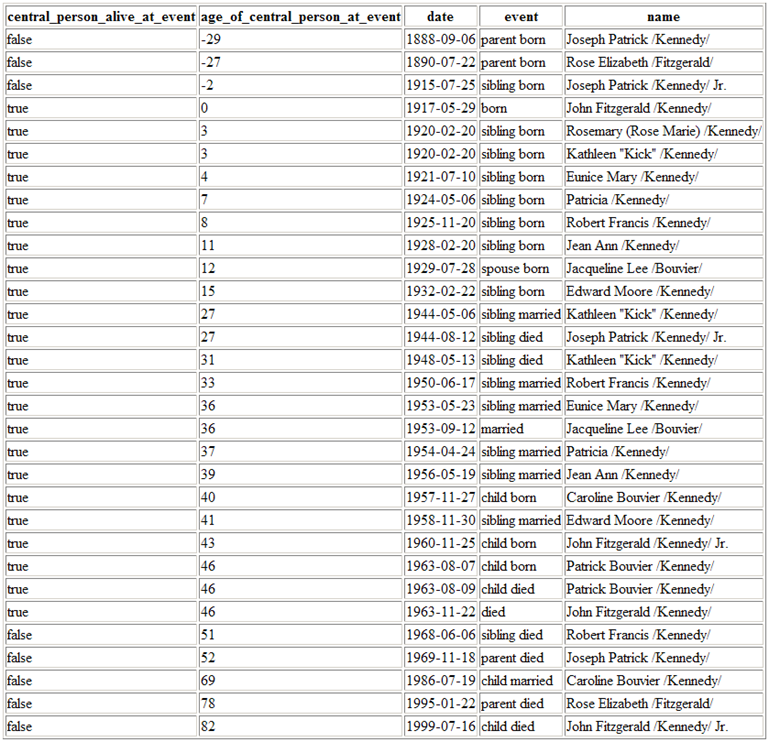 central_person_alive_at_event age_of_central_person_at_event date event name
false -29 1888-09-06 parent born Joseph Patrick /Kennedy/
false -27 1890-07-22 parent born Rose Elizabeth /Fitzgerald/
false -2 1915-07-25 sibling born Joseph Patrick /Kennedy/ Jr.
true 0 1917-05-29 born John Fitzgerald /Kennedy/
true 3 1920-02-20 sibling born Rosemary (Rose Marie) /Kennedy/
true 3 1920-02-20 sibling born Kathleen "Kick" /Kennedy/
true 4 1921-07-10 sibling born Eunice Mary /Kennedy/
true 7 1924-05-06 sibling born Patricia /Kennedy/
true 8 1925-11-20 sibling born Robert Francis /Kennedy/
true 11 1928-02-20 sibling born Jean Ann /Kennedy/
true 12 1929-07-28 spouse born Jacqueline Lee /Bouvier/
true 15 1932-02-22 sibling born Edward Moore /Kennedy/
true 27 1944-05-06 sibling married Kathleen "Kick" /Kennedy/
true 27 1944-08-12 sibling died Joseph Patrick /Kennedy/ Jr.
true 31 1948-05-13 sibling died Kathleen "Kick" /Kennedy/
true 33 1950-06-17 sibling married Robert Francis /Kennedy/
true 36 1953-05-23 sibling married Eunice Mary /Kennedy/
true 36 1953-09-12 married Jacqueline Lee /Bouvier/
true 37 1954-04-24 sibling married Patricia /Kennedy/
true 39 1956-05-19 sibling married Jean Ann /Kennedy/
true 40 1957-11-27 child born Caroline Bouvier /Kennedy/
true 41 1958-11-30 sibling married Edward Moore /Kennedy/
true 43 1960-11-25 child born John Fitzgerald /Kennedy/ Jr.
true 46 1963-08-07 child born Patrick Bouvier /Kennedy/
true 46 1963-08-09 child died Patrick Bouvier /Kennedy/
true 46 1963-11-22 died John Fitzgerald /Kennedy/
false 51 1968-06-06 sibling died Robert Francis /Kennedy/
false 52 1969-11-18 parent died Joseph Patrick /Kennedy/
false 69 1986-07-19 child married Caroline Bouvier /Kennedy/
false 78 1995-01-22 parent died Rose Elizabeth /Fitzgerald/
false 82 1999-07-16 child died John Fitzgerald /Kennedy/ Jr.